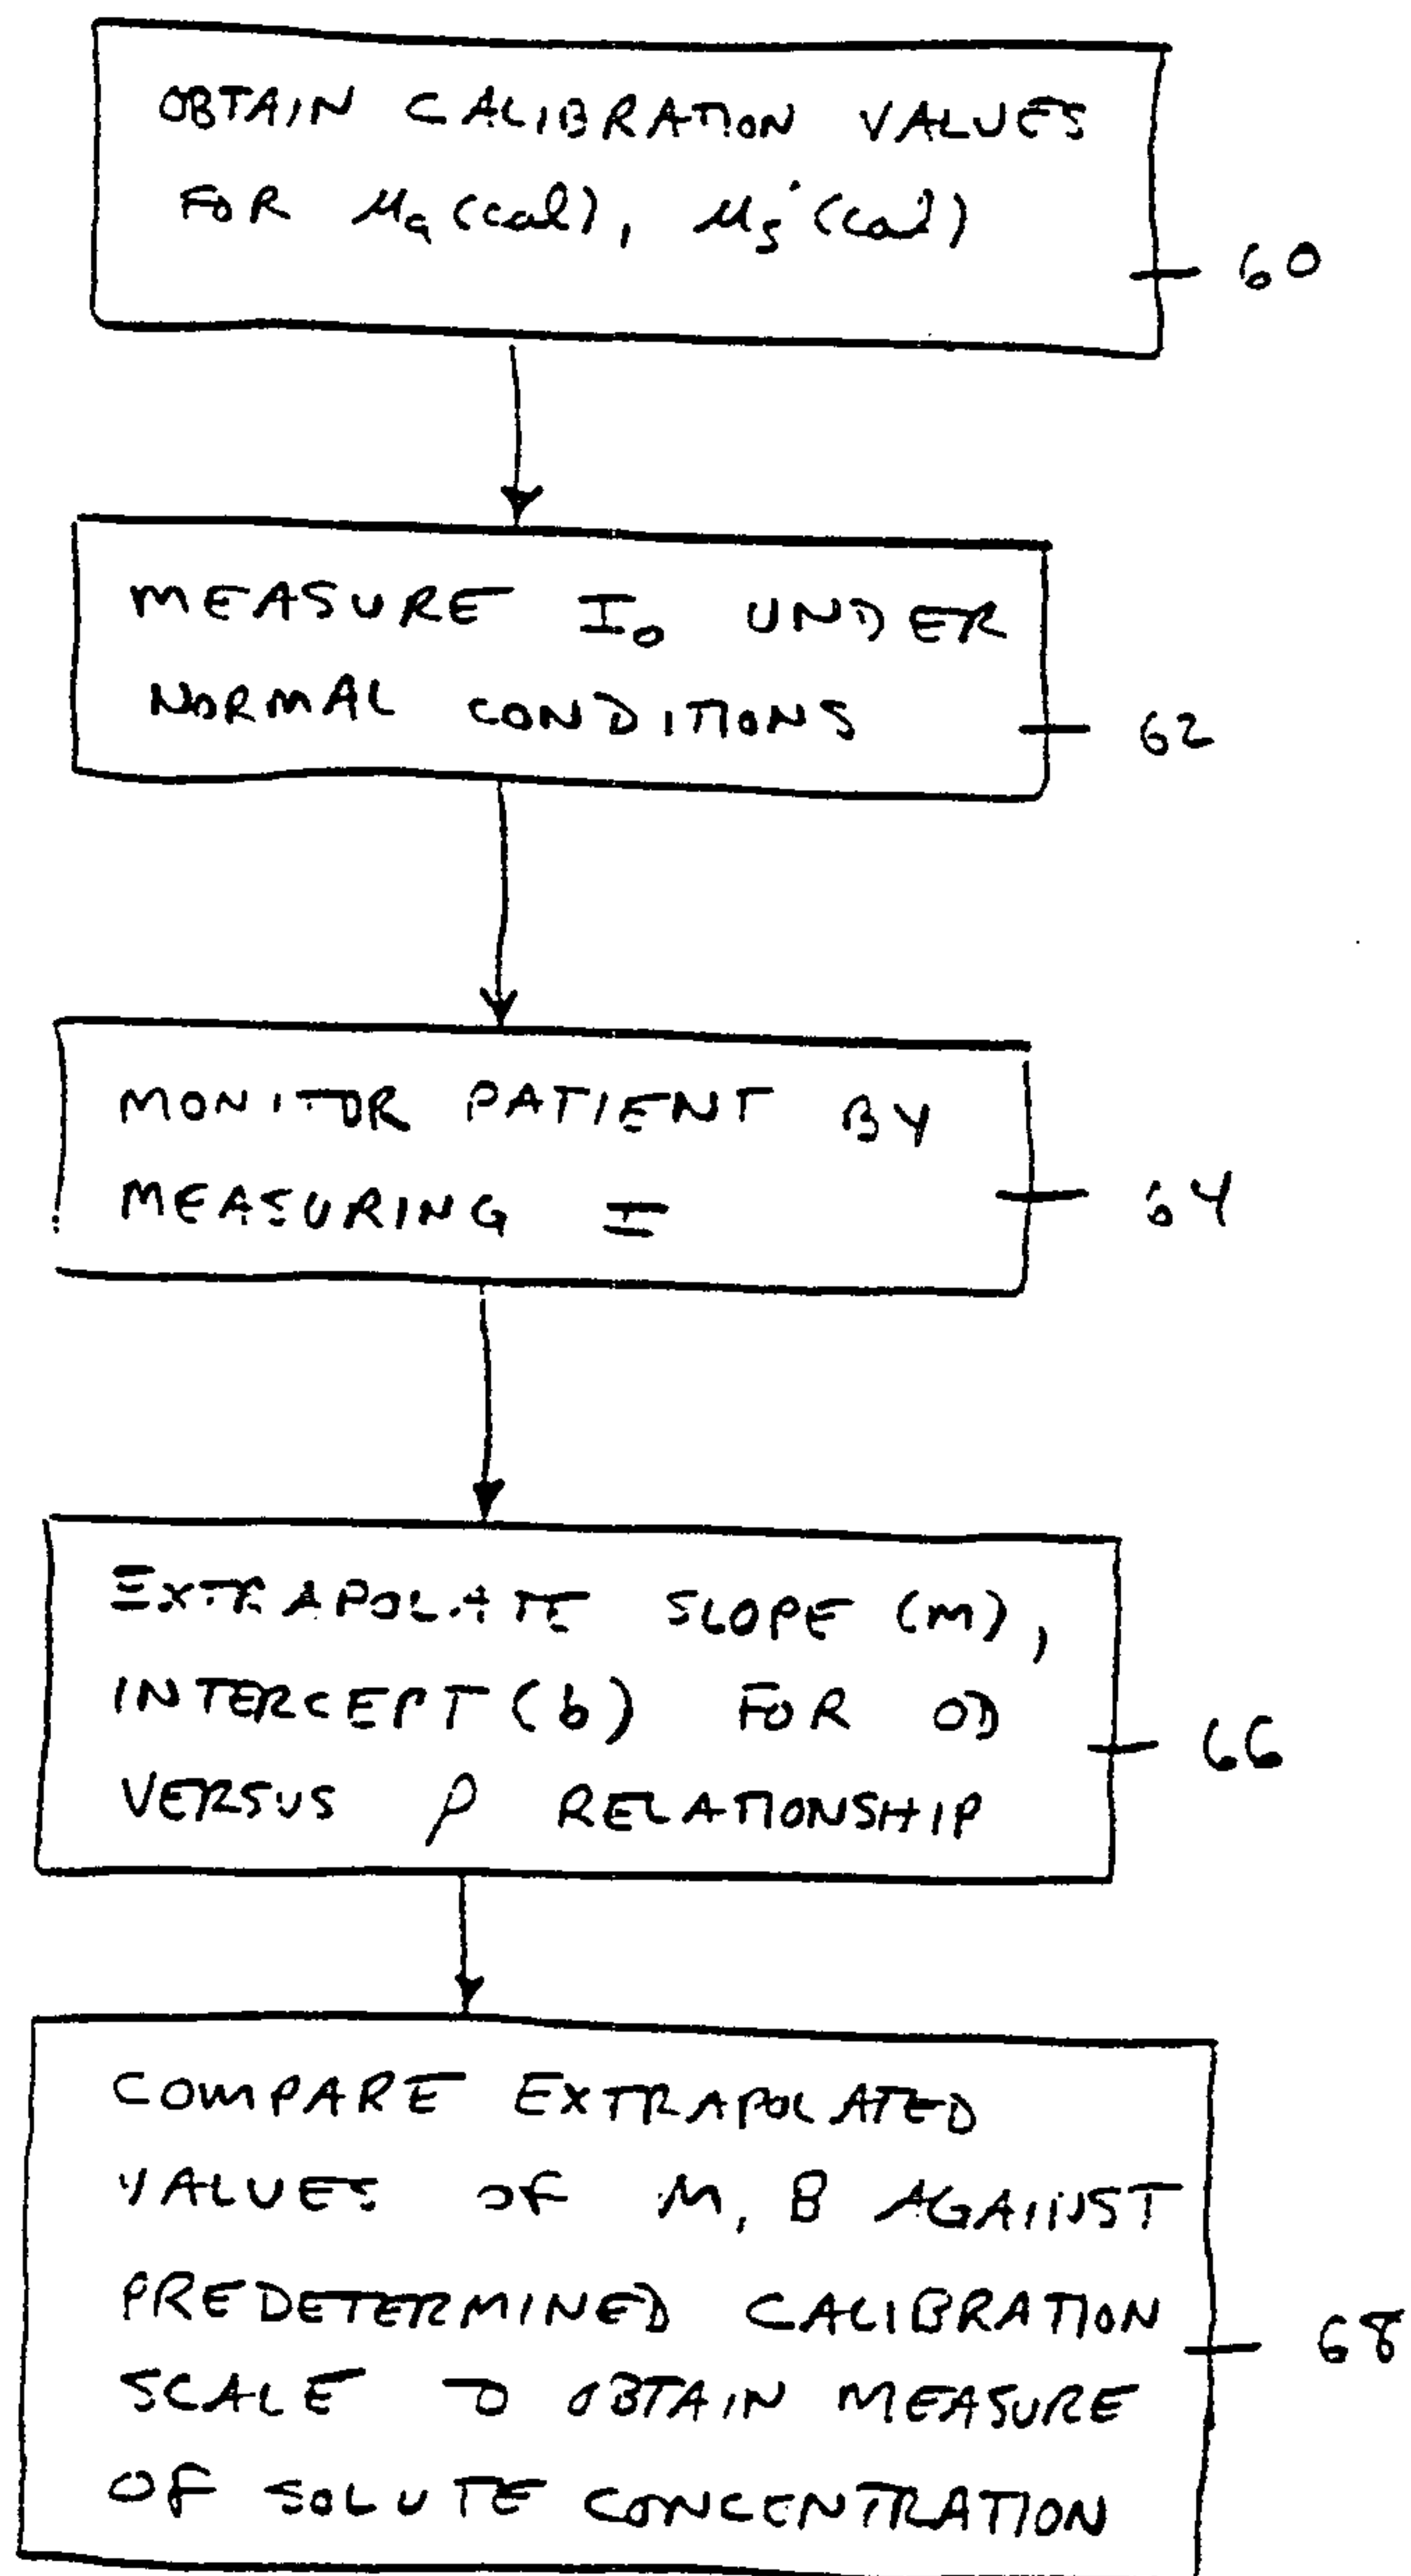 OBTAIN CALIBRATION VALUES
FOR μa (cal), μs' (cal)
60
MEASURE I₀ UNDER
NORMAL CONDITIONS
62
MONITOR PATIENT BY
MEASURING I
64
EXTRAPOLATE SLOPE (m),
INTERCEPT (b) FOR OD
VERSUS ρ RELATIONSHIP
66
COMPARE EXTRAPOLATED
VALUES OF M, B AGAINST
PREDETERMINED CALIBRATION
SCALE TO OBTAIN MEASURE
OF SOLUTE CONCENTRATION
68